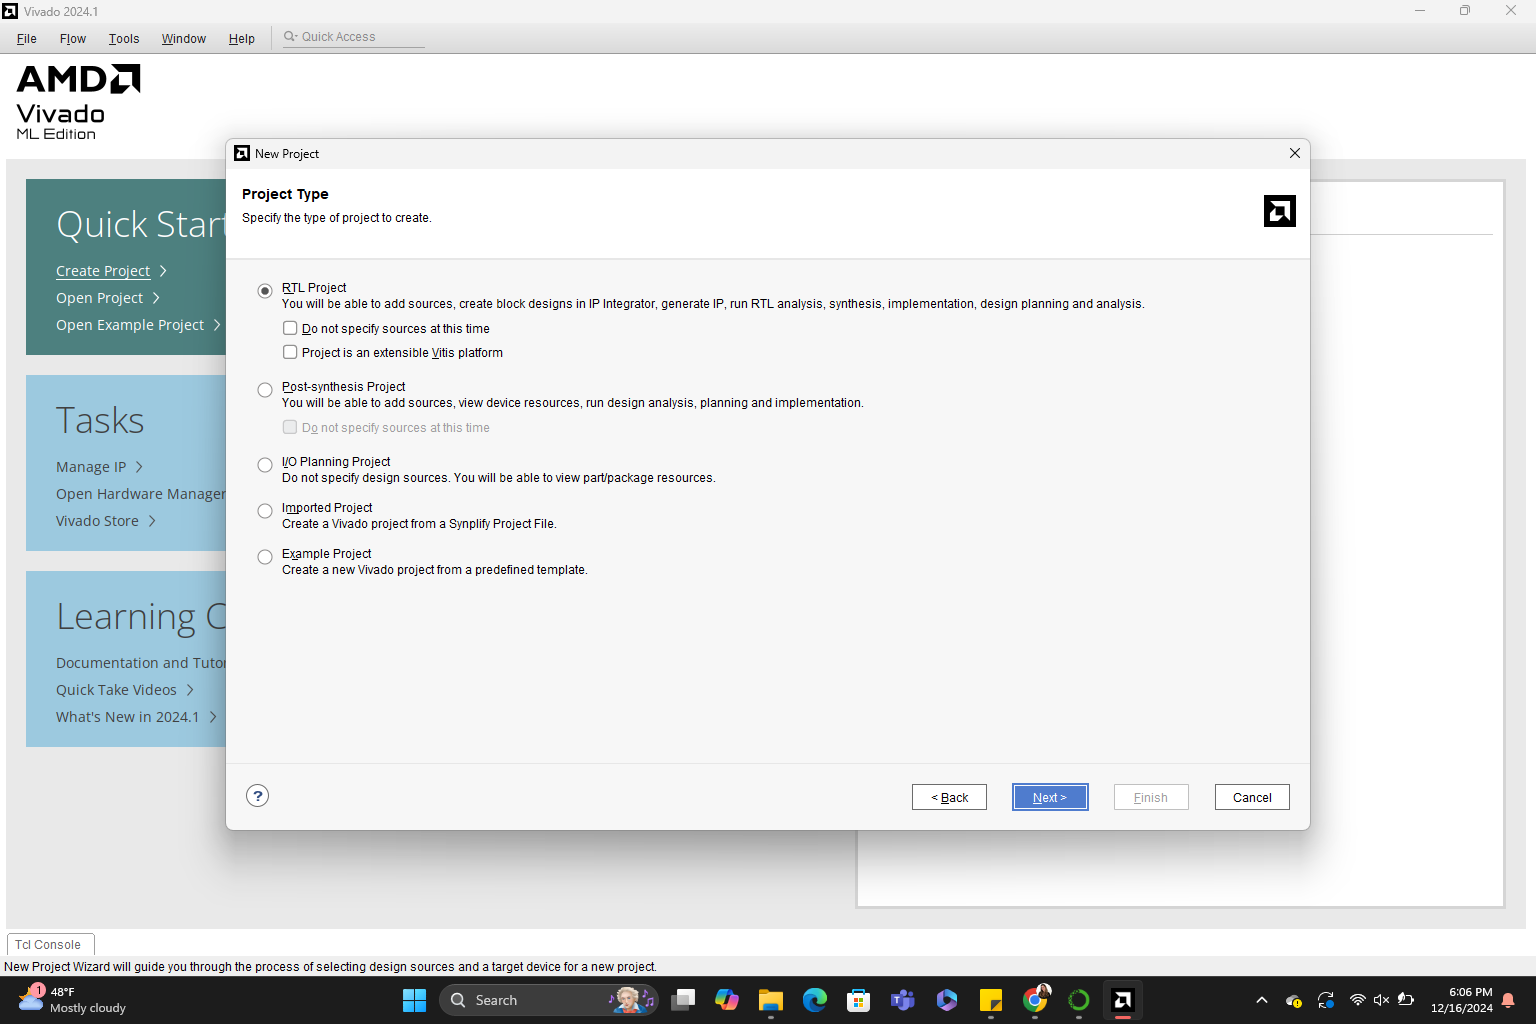 Vivado 2024.1
File Flow Tools Window Help Quick Access
AMD
Vivado
ML Edition
New Project
Project Type
Specify the type of project to create.
Quick Start
Create Project
Open Project
Open Example Project
RTL Project
You will be able to add sources, create block designs in IP Integrator, generate IP, run RTL analysis, synthesis, implementation, design planning and analysis.
Do not specify sources at this time
Project is an extensible Vitis platform
Post-synthesis Project
You will be able to add sources, view device resources, run design analysis, planning and implementation.
Do not specify sources at this time
Tasks
Manage IP
Open Hardware Manager
Vivado Store
I/O Planning Project
Do not specify design sources. You will be able to view part/package resources.
Imported Project
Create a Vivado project from a Synplify Project File.
Example Project
Create a new Vivado project from a predefined template.
Learning C
Documentation and Tutor
Quick Take Videos
What's New in 2024.1
? < Back Next > Finish Cancel
Tcl Console
New Project Wizard will guide you through the process of selecting design sources and a target device for a new project.
1
48°F
Mostly cloudy
Search
6:06 PM
12/16/2024